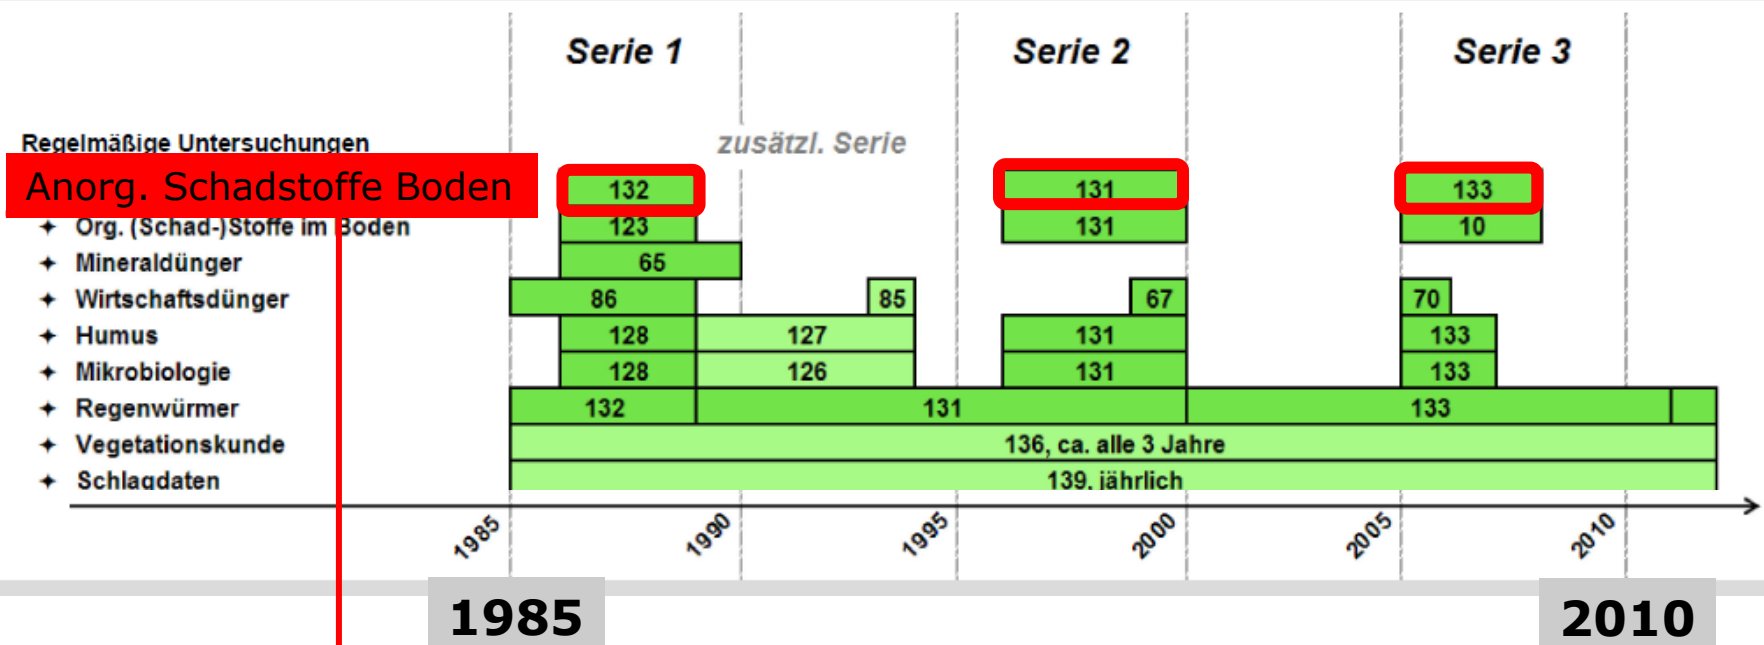 Serie 1 Serie 2 Serie 3
Regelmäßige Untersuchungen zusätzl. Serie
Anorg. Schadstoffe Boden 132 131 133
Org. (Schad-)Stoffe im Boden 123 131 10
Mineraldünger 65
Wirtschaftsdünger 86 85 67 70
Humus 128 127 131 133
Mikrobiologie 128 126 131 133
Regenwürmer 132 131 133
Vegetationskunde 136, ca. alle 3 Jahre
Schlagdaten 139, jährlich
1985 1990 1995 2000 2005 2010
1985 2010